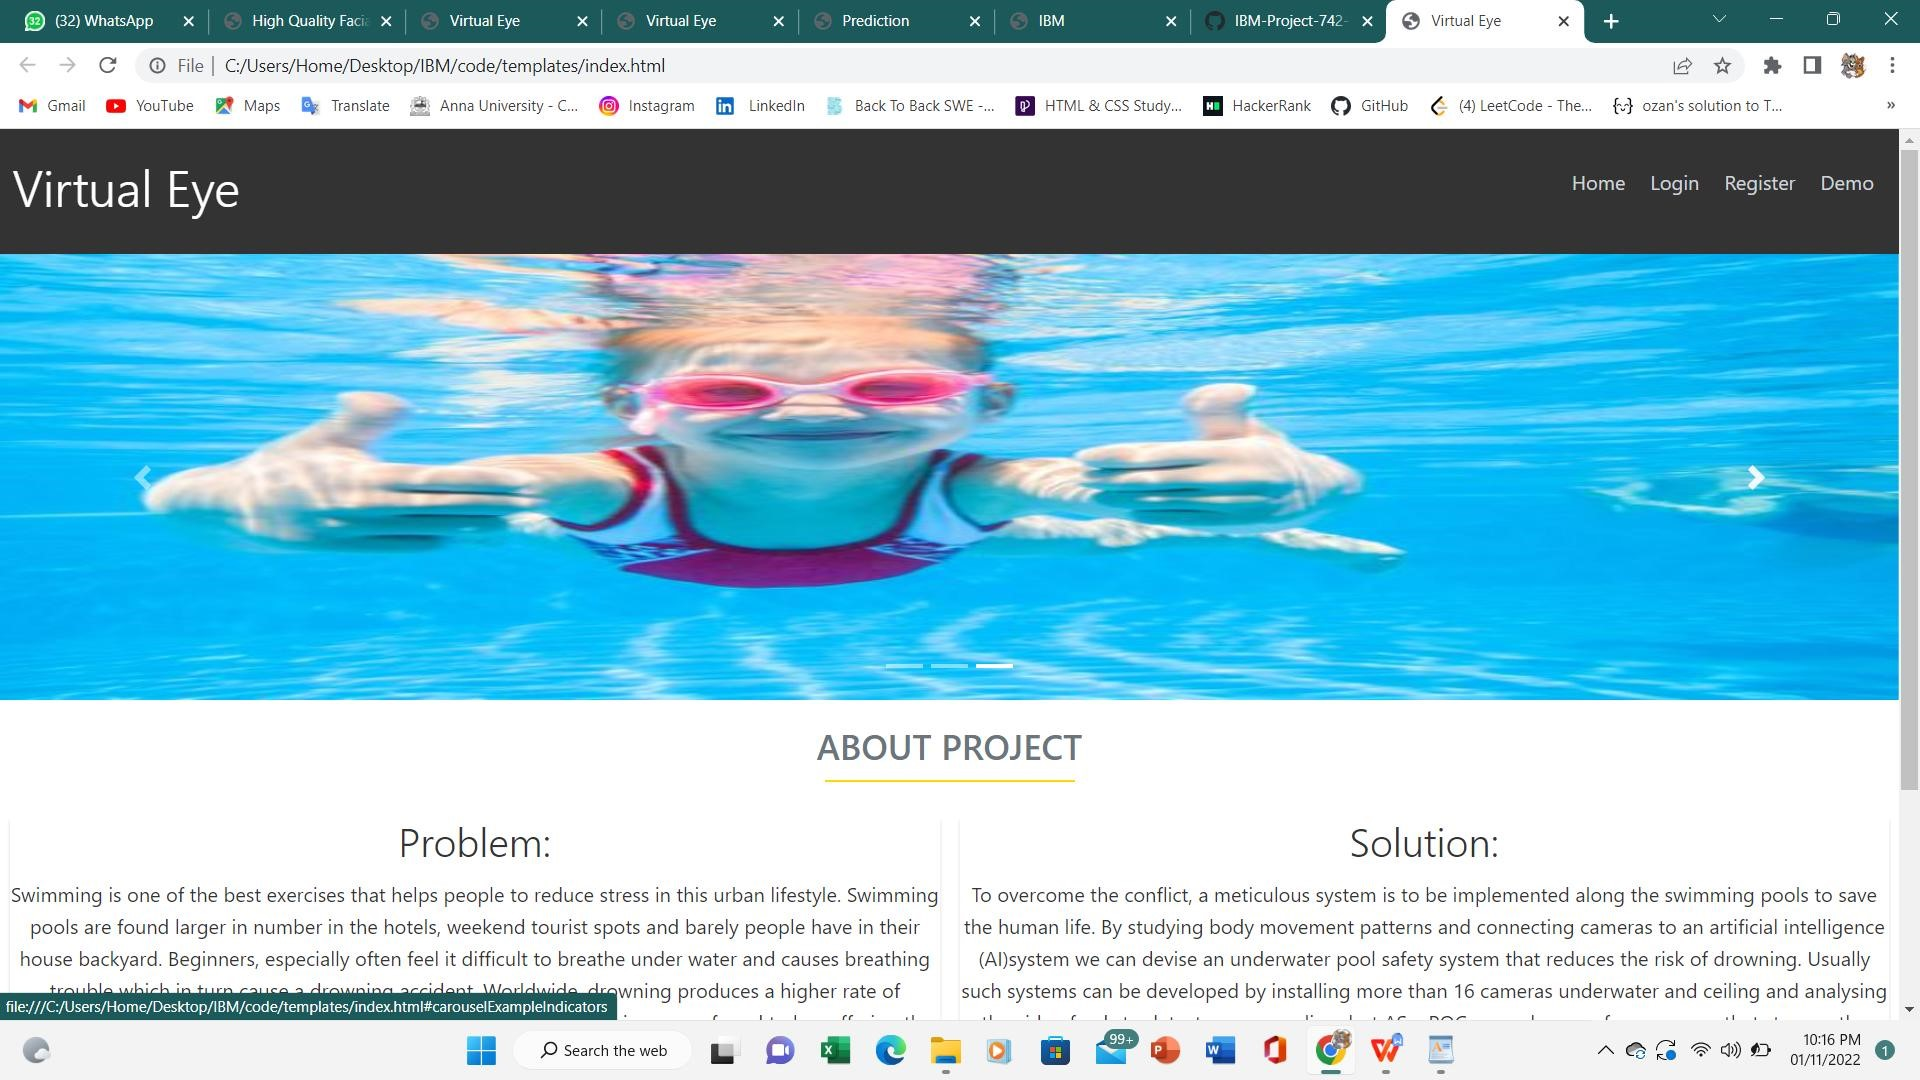 (32) WhatsApp
High Quality Facia
Virtual Eye
Virtual Eye
Prediction
IBM
IBM-Project-742-
Virtual Eye
File
C:/Users/Home/Desktop/IBM/code/templates/index.html
Gmail
YouTube
Maps
Translate
Anna University - C...
Instagram
LinkedIn
Back To Back SWE -...
HTML & CSS Study...
HackerRank
GitHub
(4) LeetCode - The...
ozan's solution to T...
Virtual Eye
Home
Login
Register
Demo
ABOUT PROJECT
Problem:
Swimming is one of the best exercises that helps people to reduce stress in this urban lifestyle. Swimming
pools are found larger in number in the hotels, weekend tourist spots and barely people have in their
house backyard. Beginners, especially often feel it difficult to breathe under water and causes breathing
trouble which in turn cause a drowning accident. Worldwide, drowning produces a higher rate of
Solution:
To overcome the conflict, a meticulous system is to be implemented along the swimming pools to save
the human life. By studying body movement patterns and connecting cameras to an artificial intelligence
(AI)system we can devise an underwater pool safety system that reduces the risk of drowning. Usually
such systems can be developed by installing more than 16 cameras underwater and ceiling and analysing
file:///C:/Users/Home/Desktop/IBM/code/templates/index.html#carouselExampleIndicators
Search the web
99+
10:16 PM
01/11/2022
1